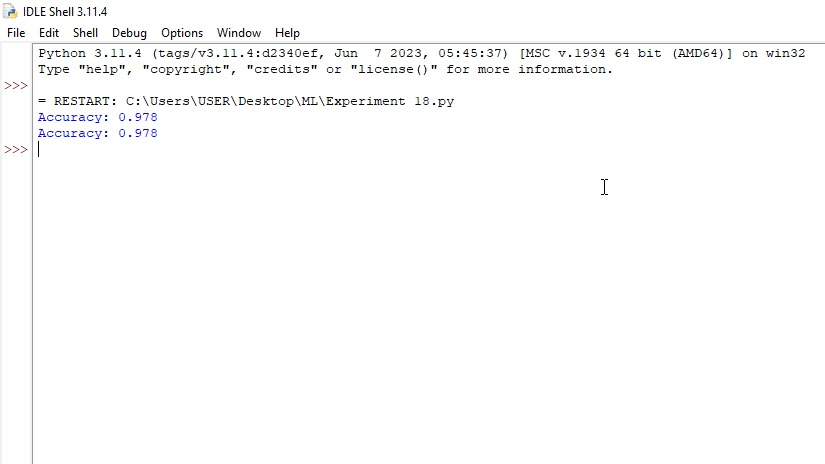 IDLE Shell 3.11.4
File Edit Shell Debug Options Window Help
Python 3.11.4 (tags/v3.11.4:d2340ef, Jun  7 2023, 05:45:37) [MSC v.1934 64 bit (AMD64)] on win32
Type "help", "copyright", "credits" or "license()" for more information.
>>>
= RESTART: C:\Users\USER\Desktop\ML\Experiment 18.py
Accuracy: 0.978
Accuracy: 0.978
>>>